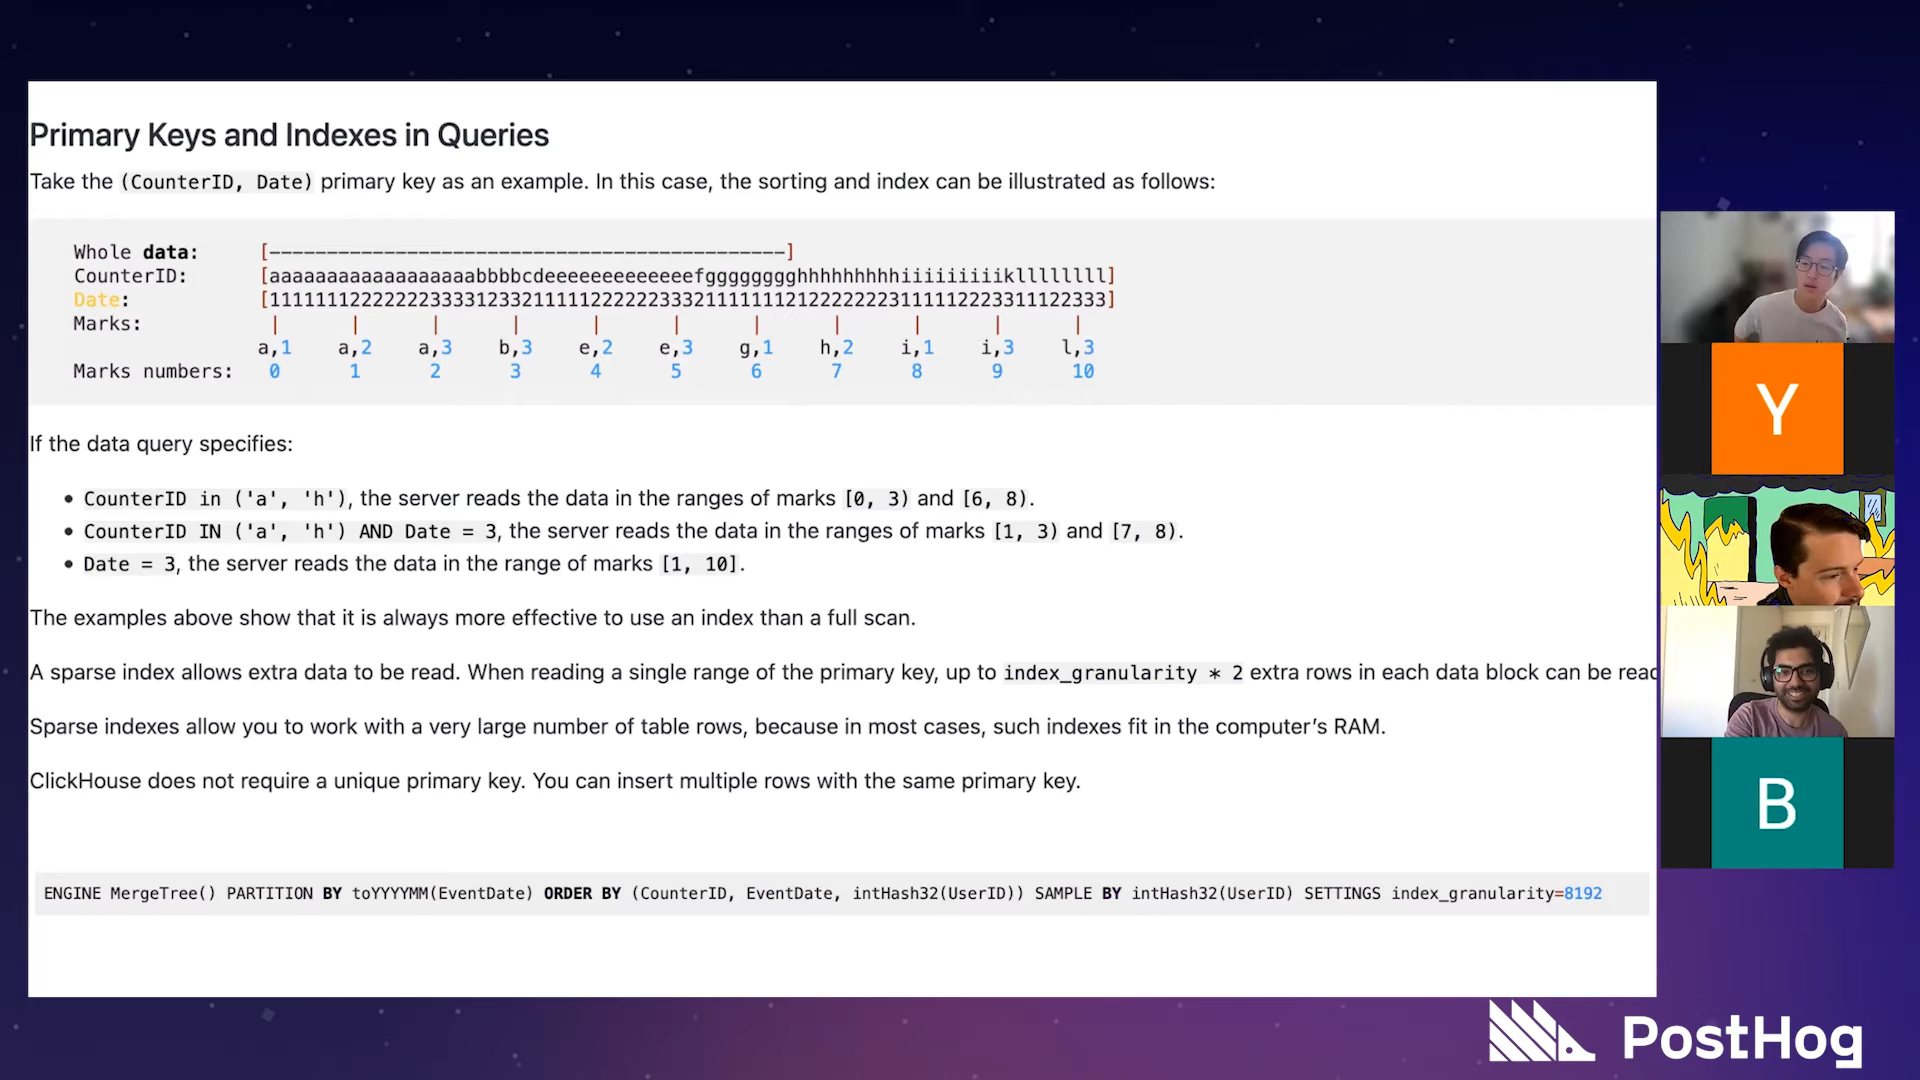 Primary Keys and Indexes in Queries
Take the (CounterID, Date) primary key as an example. In this case, the sorting and index can be illustrated as follows:
Whole data: [---------------------------------------------]
CounterID: [aaaaaaaaaaaaaaaaaabbbbcdeeeeeeeeeeeeefgggggggghhhhhhhhhiiiiiiiiikllllllll]
Date: [1111111222222233331233211111222222333211111112122222223111112223311122333]
Marks: | | | | | | | | | | |
a,1 a,2 a,3 b,3 e,2 e,3 g,1 h,2 i,1 i,3 l,3
Marks numbers: 0 1 2 3 4 5 6 7 8 9 10
If the data query specifies:
• CounterID in ('a', 'h'), the server reads the data in the ranges of marks [0, 3) and [6, 8).
• CounterID IN ('a', 'h') AND Date = 3, the server reads the data in the ranges of marks [1, 3) and [7, 8).
• Date = 3, the server reads the data in the range of marks [1, 10].
The examples above show that it is always more effective to use an index than a full scan.
A sparse index allows extra data to be read. When reading a single range of the primary key, up to index_granularity * 2 extra rows in each data block can be read
Sparse indexes allow you to work with a very large number of table rows, because in most cases, such indexes fit in the computer's RAM.
ClickHouse does not require a unique primary key. You can insert multiple rows with the same primary key.
ENGINE MergeTree() PARTITION BY toYYYYMM(EventDate) ORDER BY (CounterID, EventDate, intHash32(UserID)) SAMPLE BY intHash32(UserID) SETTINGS index_granularity=8192
Y
B
PostHog